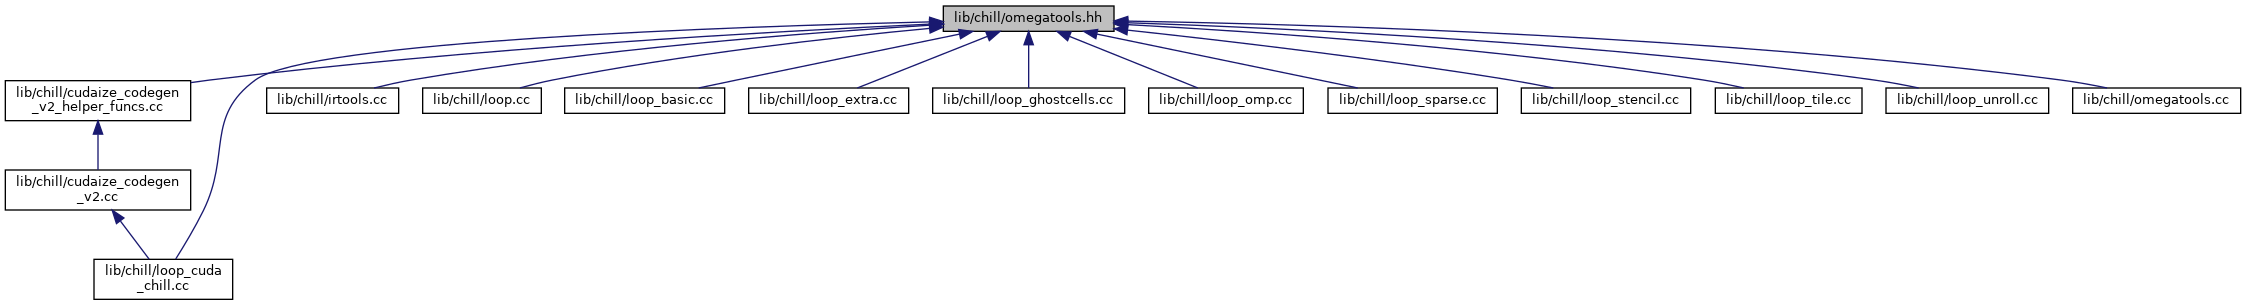 lib/chill/omegatools.hh
lib/chill/cudaize_codegen
_v2_helper_funcs.cc
lib/chill/irtools.cc
lib/chill/loop.cc
lib/chill/loop_basic.cc
lib/chill/loop_extra.cc
lib/chill/loop_ghostcells.cc
lib/chill/loop_omp.cc
lib/chill/loop_sparse.cc
lib/chill/loop_stencil.cc
lib/chill/loop_tile.cc
lib/chill/loop_unroll.cc
lib/chill/omegatools.cc
lib/chill/cudaize_codegen
_v2.cc
lib/chill/loop_cuda
_chill.cc